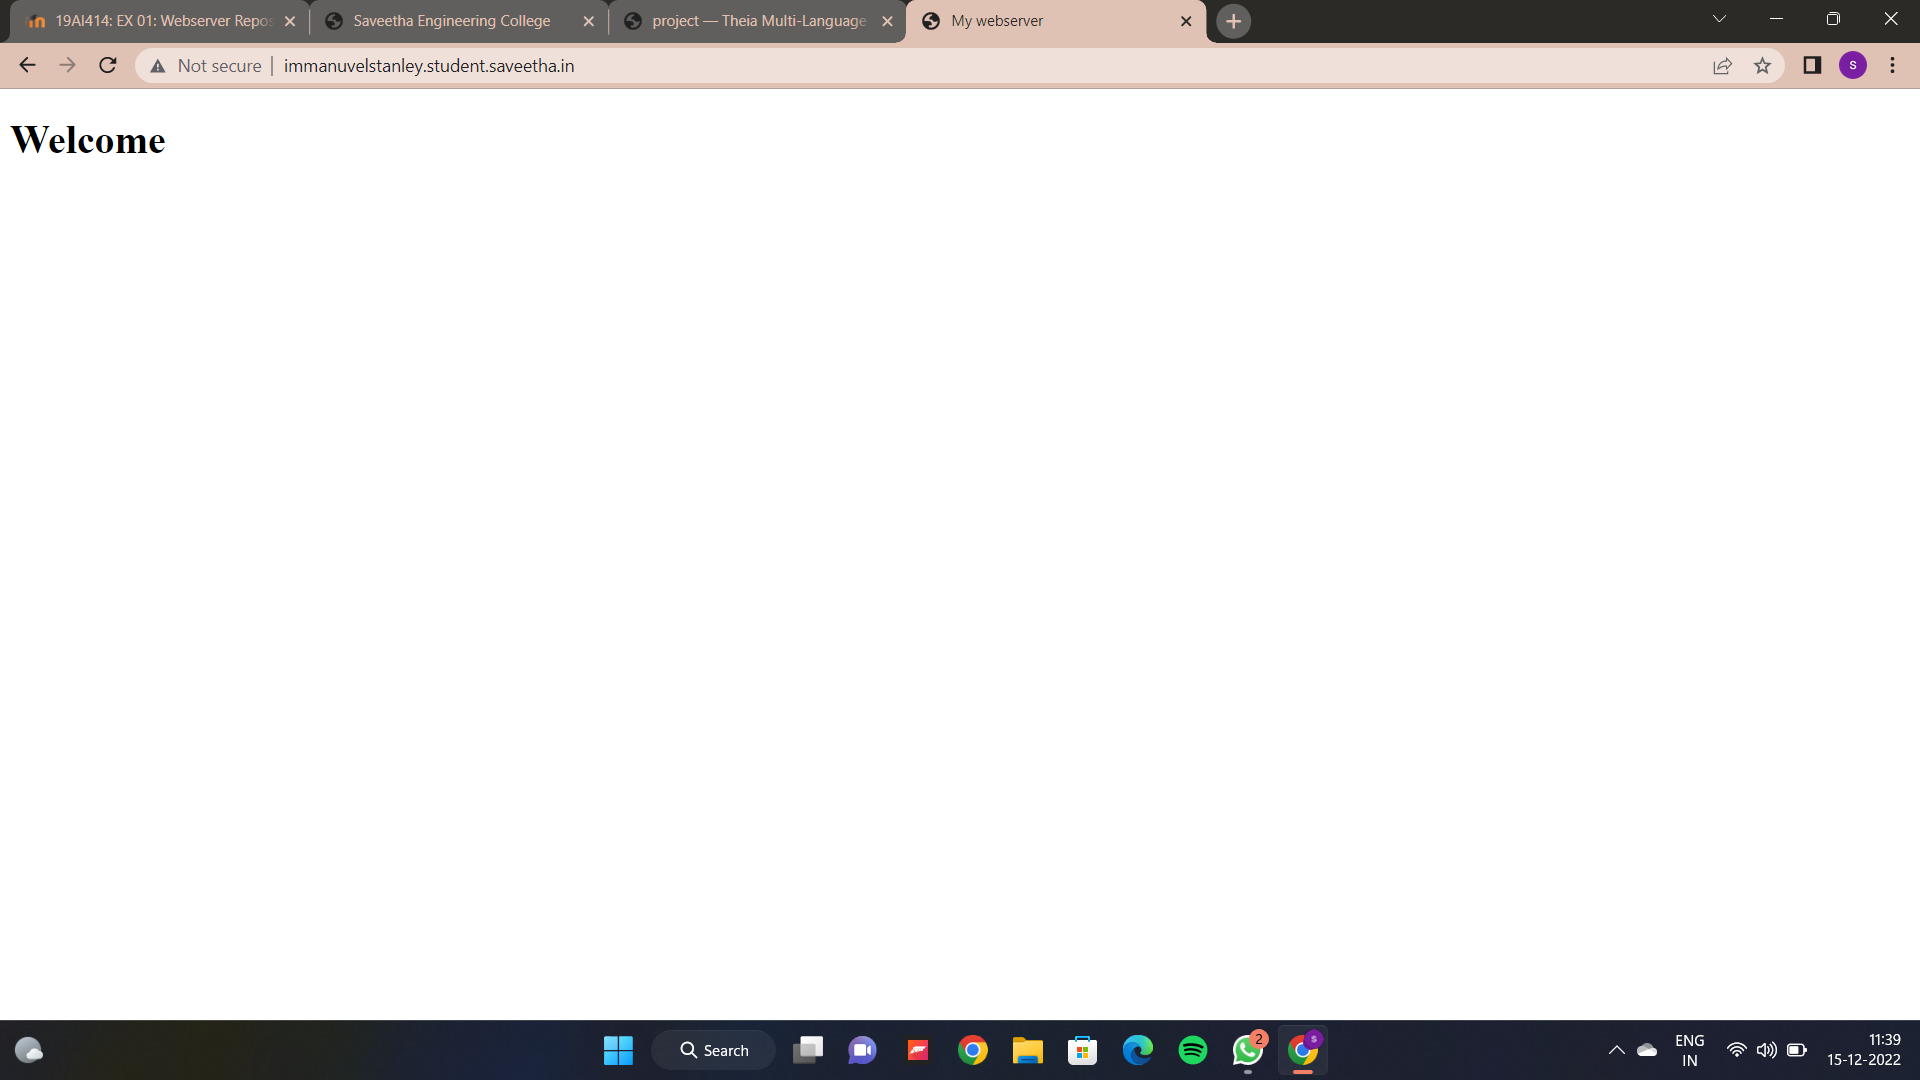 19AI414: EX 01: Webserver Repos
Saveetha Engineering College
project — Theia Multi-Language
My webserver
Not secure
immanuvelstanley.student.saveetha.in
s
Welcome
Search
2
s
ENG
IN
11:39
15-12-2022